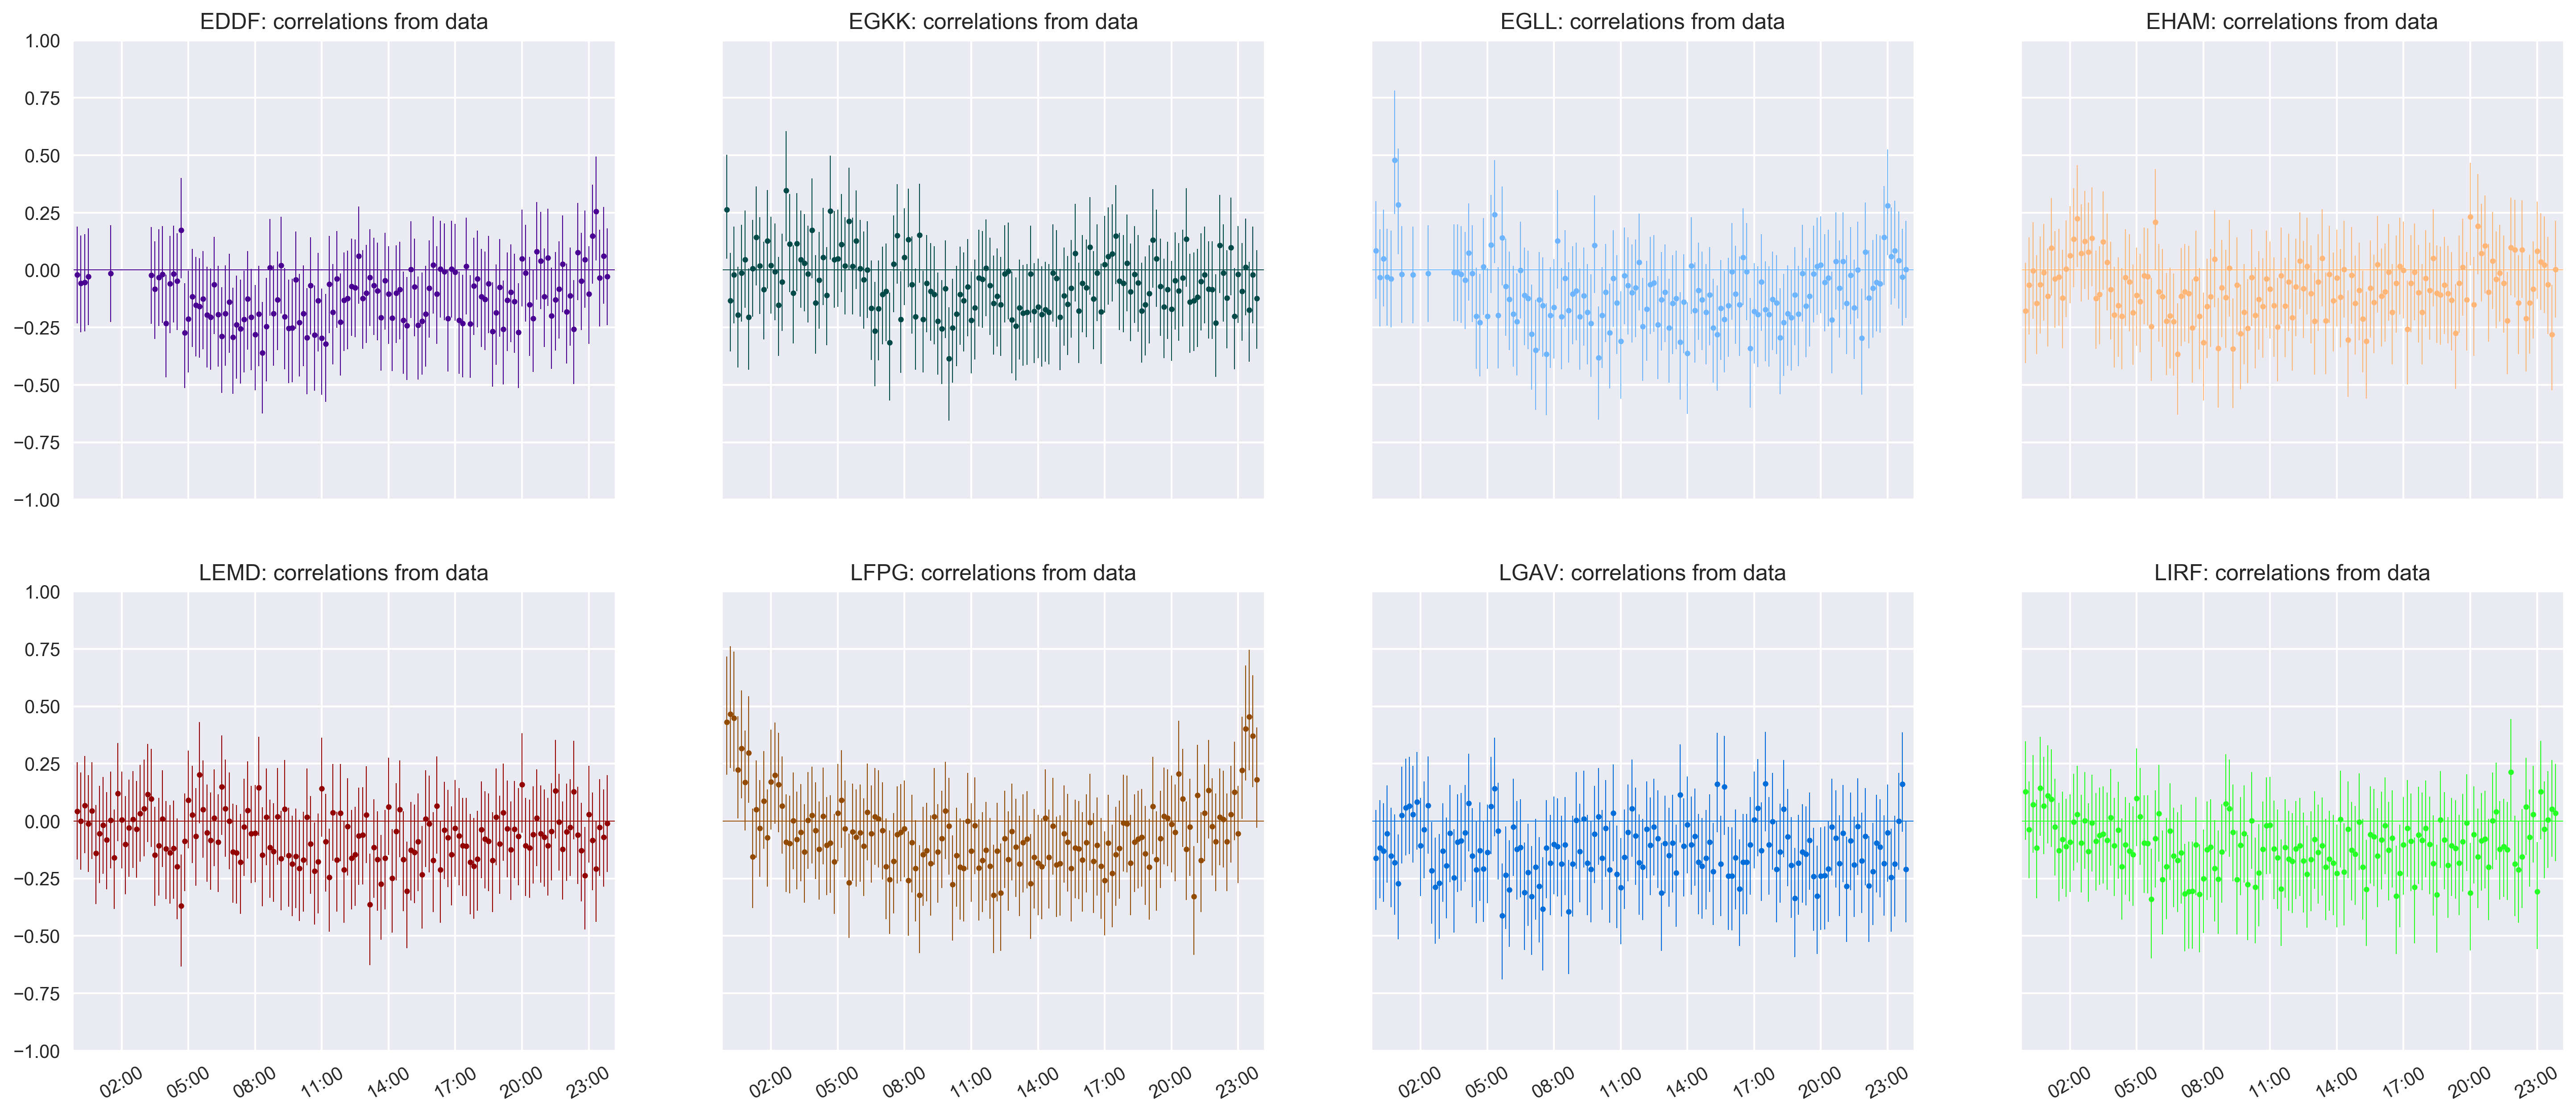 EDDF: correlations from data
EGKK: correlations from data
EGLL: correlations from data
EHAM: correlations from data
1.00
0.75
0.50
0.25
0.00
−0.25
−0.50
−0.75
−1.00
LEMD: correlations from data
LFPG: correlations from data
LGAV: correlations from data
LIRF: correlations from data
1.00
0.75
0.50
0.25
0.00
−0.25
−0.50
−0.75
−1.00
02:00 05:00 08:00 11:00 14:00 17:00 20:00 23:00
02:00 05:00 08:00 11:00 14:00 17:00 20:00 23:00
02:00 05:00 08:00 11:00 14:00 17:00 20:00 23:00
02:00 05:00 08:00 11:00 14:00 17:00 20:00 23:00